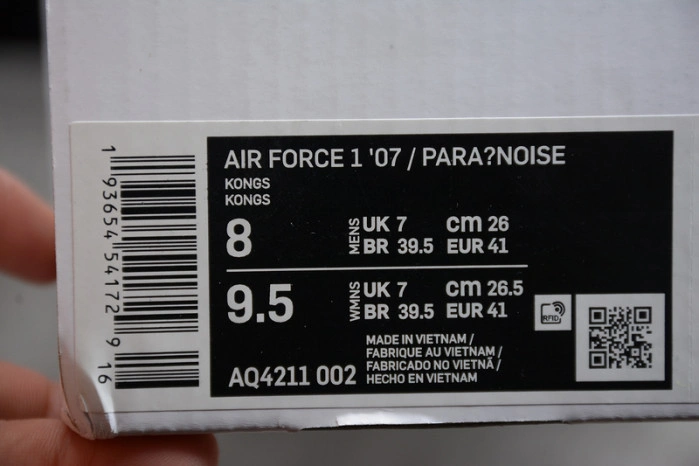 AIR FORCE 1 '07 / PARA?NOISE
KONGS
KONGS
8 MENS UK 7 cm 26
BR 39.5 EUR 41
9.5 WMNS UK 7 cm 26.5
BR 39.5 EUR 41
RFID
AQ4211 002
MADE IN VIETNAM /
FABRIQUE AU VIETNAM /
FABRICADO NO VIETNÃ /
HECHO EN VIETNAM
1 93654 54172 9 16